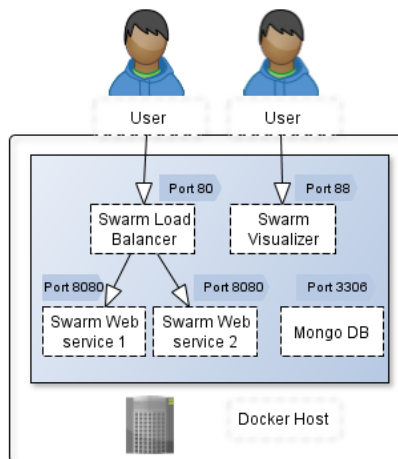 User
User
Port 80
Port 88
Swarm Load
Balancer
Swarm
Visualizer
Port 8080
Port 8080
Port 3306
Swarm Web
service 1
Swarm Web
service 2
Mongo DB
Docker Host